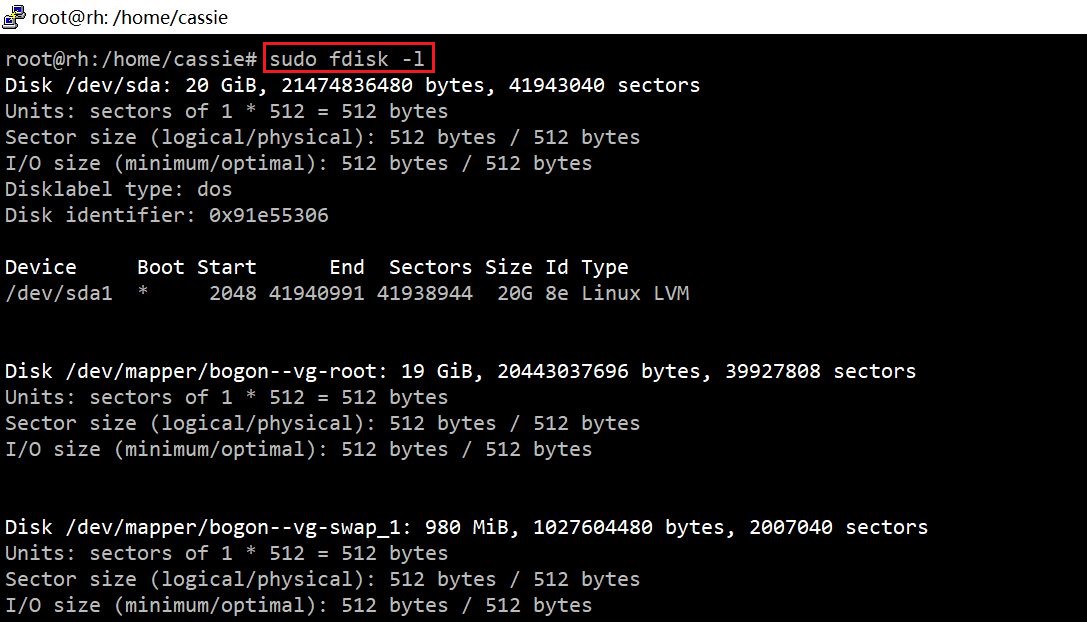 root@rh: /home/cassie
root@rh:/home/cassie# sudo fdisk -l
Disk /dev/sda: 20 GiB, 21474836480 bytes, 41943040 sectors
Units: sectors of 1 * 512 = 512 bytes
Sector size (logical/physical): 512 bytes / 512 bytes
I/O size (minimum/optimal): 512 bytes / 512 bytes
Disklabel type: dos
Disk identifier: 0x91e55306
Device     Boot Start      End  Sectors Size Id Type
/dev/sda1  *     2048 41940991 41938944  20G 8e Linux LVM
Disk /dev/mapper/bogon--vg-root: 19 GiB, 20443037696 bytes, 39927808 sectors
Units: sectors of 1 * 512 = 512 bytes
Sector size (logical/physical): 512 bytes / 512 bytes
I/O size (minimum/optimal): 512 bytes / 512 bytes
Disk /dev/mapper/bogon--vg-swap_1: 980 MiB, 1027604480 bytes, 2007040 sectors
Units: sectors of 1 * 512 = 512 bytes
Sector size (logical/physical): 512 bytes / 512 bytes
I/O size (minimum/optimal): 512 bytes / 512 bytes